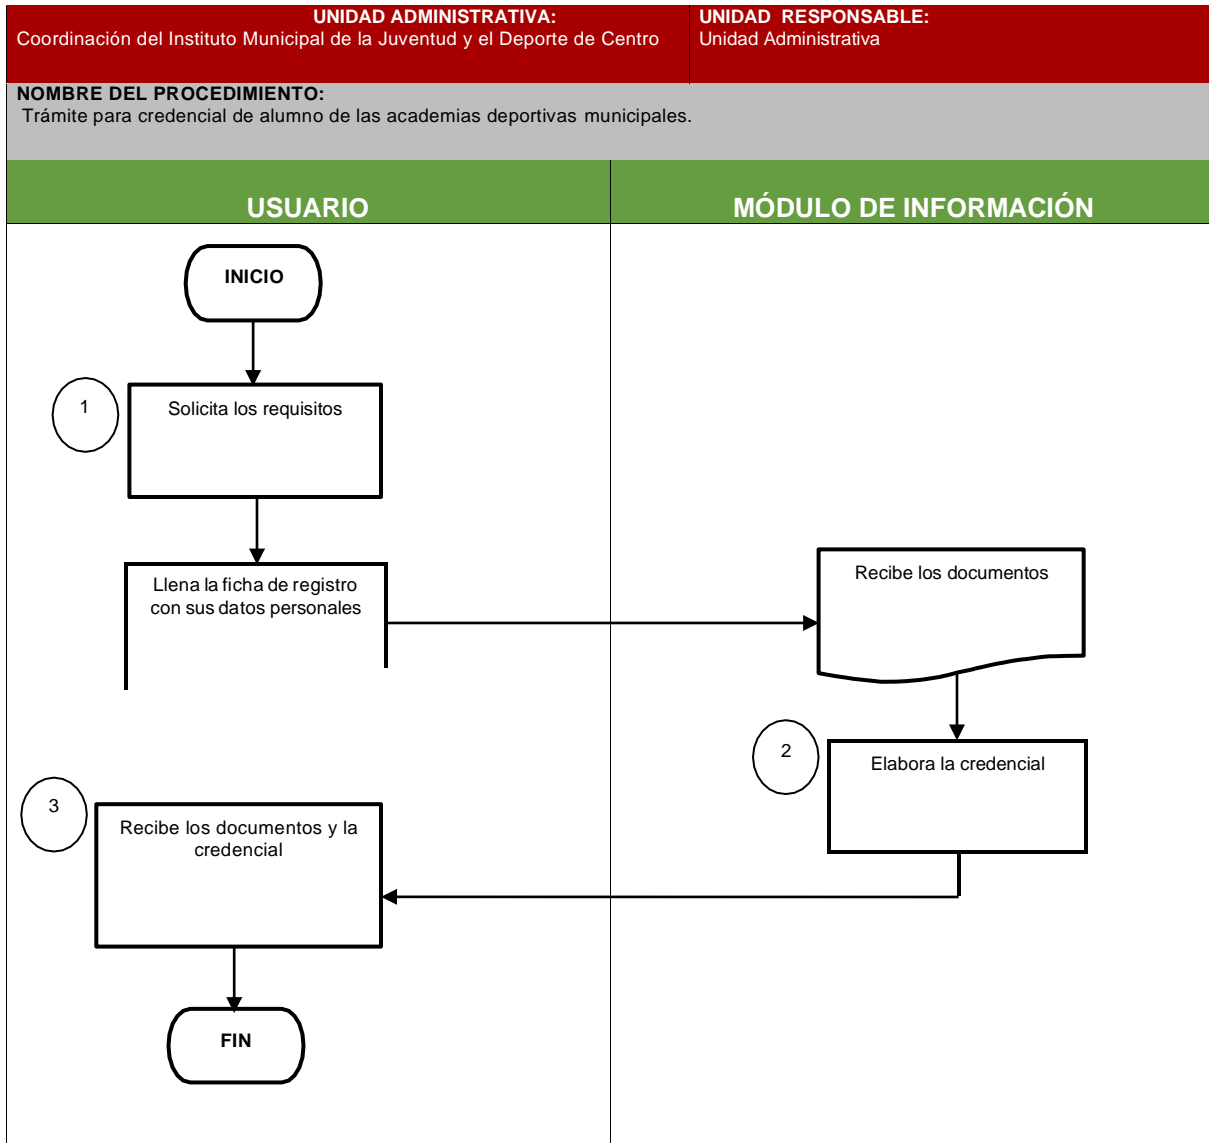 UNIDAD ADMINISTRATIVA:
Coordinación del Instituto Municipal de la Juventud y el Deporte de Centro
UNIDAD RESPONSABLE:
Unidad Administrativa
NOMBRE DEL PROCEDIMIENTO:
Trámite para credencial de alumno de las academias deportivas municipales.
USUARIO
MÓDULO DE INFORMACIÓN
INICIO
1
Solicita los requisitos
Llena la ficha de registro
con sus datos personales
Recibe los documentos
2
Elabora la credencial
3
Recibe los documentos y la
credencial
FIN